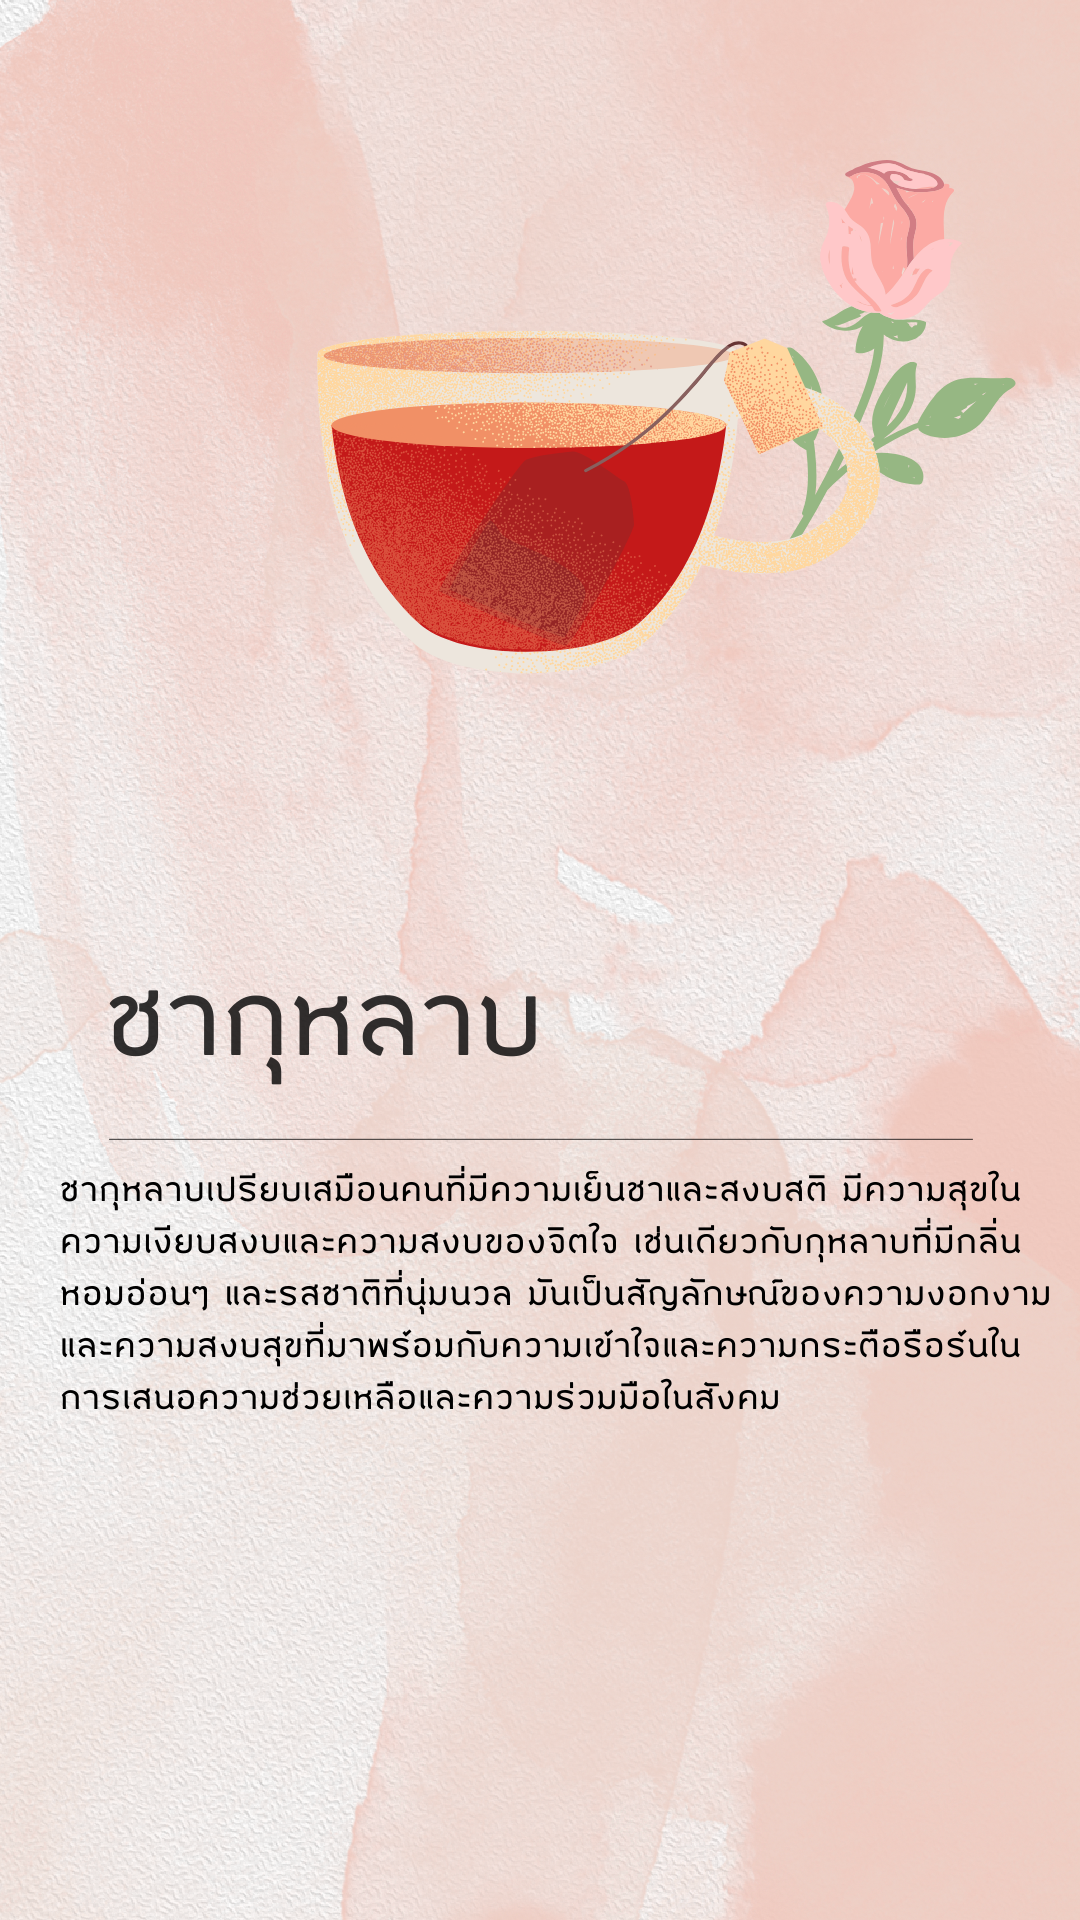 ชากุหลาบ
ชากุหลาบเปรียบเสมือนคนที่มีความเย็นชาและสงบสติ มีความสุขใน
ความเงียบสงบและความสงบของจิตใจ เช่นเดียวกับกุหลาบที่มีกลิ่น
หอมอ่อนๆ และรสชาติที่นุ่มนวล มันเป็นสัญลักษณ์ของความงอกงาม
และความสงบสุขที่มาพร้อมกับความเข้าใจและความกระตือรือร้นใน
การเสนอความช่วยเหลือและความร่วมมือในสังคม